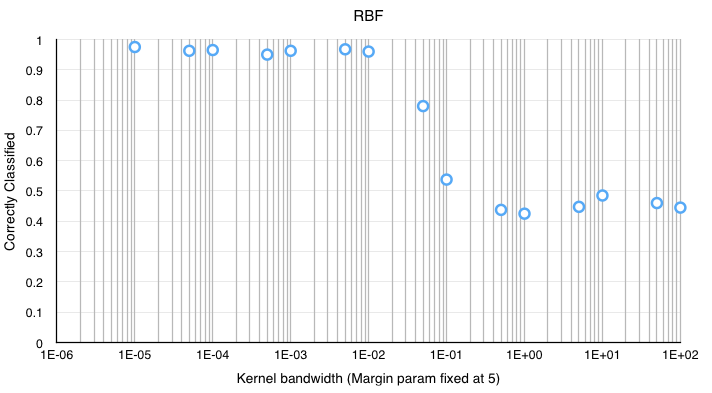 RBF
Correctly Classified
1
0.9
0.8
0.7
0.6
0.5
0.4
0.3
0.2
0.1
0
1E-06 1E-05 1E-04 1E-03 1E-02 1E-01 1E+00 1E+01 1E+02
Kernel bandwidth (Margin param fixed at 5)